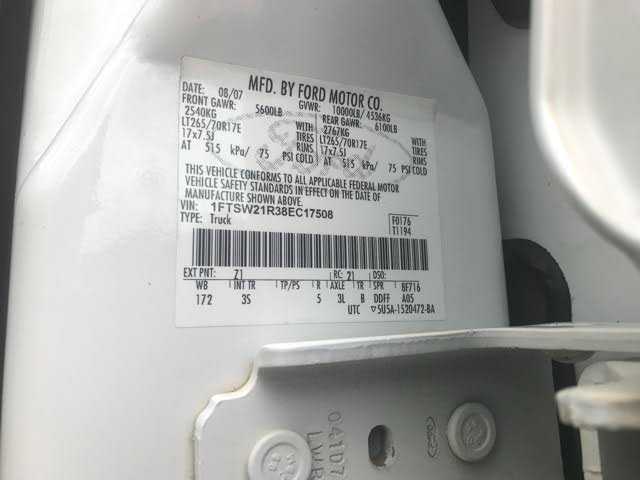 MFD. BY FORD MOTOR CO.
DATE: 08/07 GVWR: 10000LB/ 4536KG
FRONT GAWR: 5600LB REAR GAWR: 6100LB
2540KG WITH 2767KG WITH
LT265/70R17E TIRES LT265/70R17E TIRES
17x7.5J RIMS 17x7.5J RIMS
AT 515 kPa/ 75 PSI COLD AT 515 kPa/ 75 PSI COLD
THIS VEHICLE CONFORMS TO ALL APPLICABLE FEDERAL MOTOR
VEHICLE SAFETY STANDARDS IN EFFECT ON THE DATE OF
MANUFACTURE SHOWN ABOVE.
VIN: 1FTSW21R38EC17508 F0176
TYPE: Truck T1194
EXT PNT: Z1 RC: 21 DSO:
WB INT TR TP/PS R AXLE TR SPR 8F716
172 3S 5 3L B DDFF A05
UTC ▽5U5A-1520472-BA
041D7
LWR